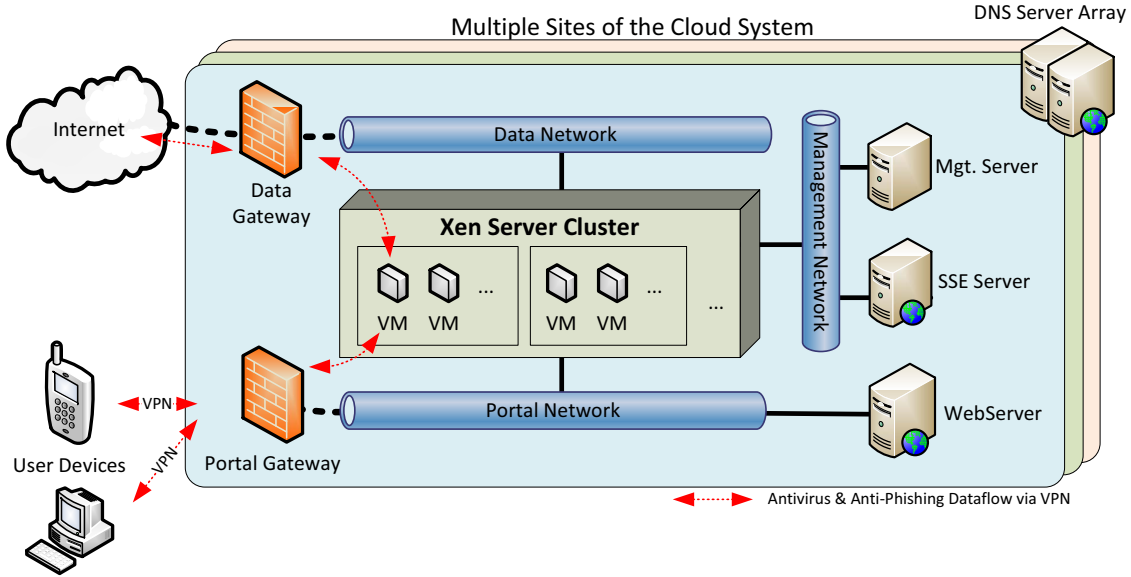 DNS Server Array
Multiple Sites of the Cloud System
Internet
Data Network
Data
Gateway
Management Network
Mgt. Server
Xen Server Cluster
VM
VM
...
VM
VM
...
...
SSE Server
VPN
VPN
User Devices
Portal Gateway
Portal Network
WebServer
Antivirus & Anti-Phishing Dataflow via VPN